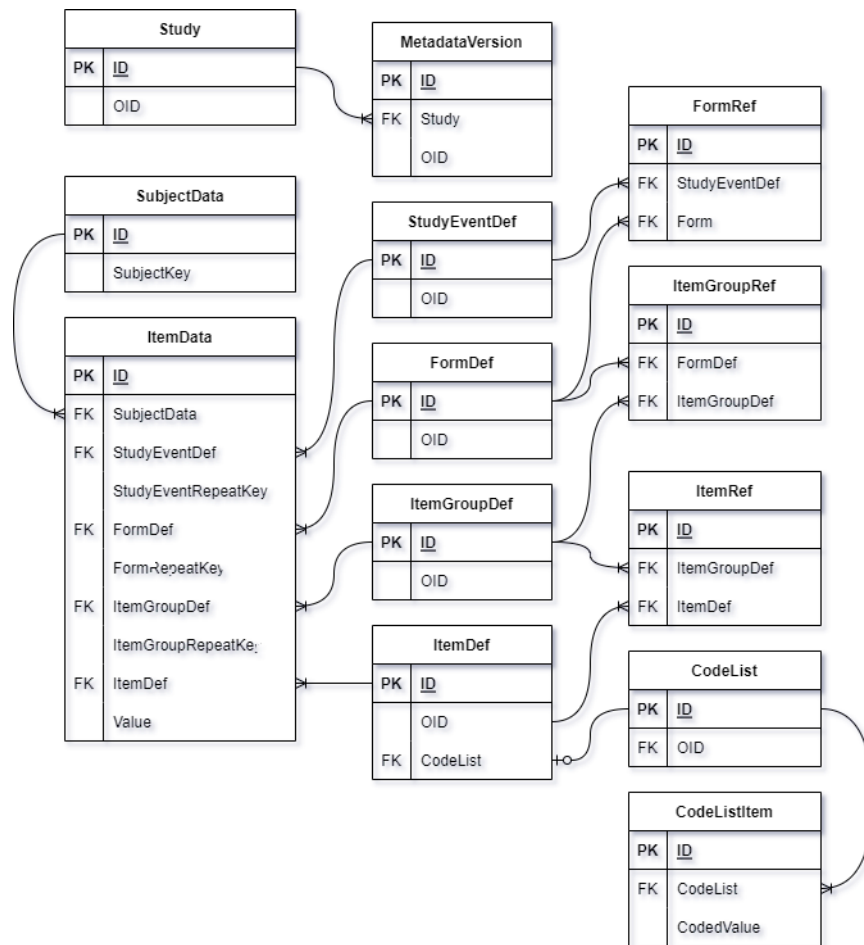 Study
PK ID
OID
MetadataVersion
PK ID
FK Study
OID
FormRef
PK ID
FK StudyEventDef
FK Form
SubjectData
PK ID
SubjectKey
StudyEventDef
PK ID
OID
ItemGroupRef
PK ID
FK FormDef
FK ItemGroupDef
ItemData
PK ID
FK SubjectData
FK StudyEventDef
StudyEventRepeatKey
FK FormDef
FormRepeatKey
FK ItemGroupDef
ItemGroupRepeatKey
FK ItemDef
Value
FormDef
PK ID
OID
ItemGroupDef
PK ID
OID
ItemRef
PK ID
FK ItemGroupDef
FK ItemDef
ItemDef
PK ID
OID
FK CodeList
CodeList
PK ID
FK OID
CodeListItem
PK ID
FK CodeList
CodedValue